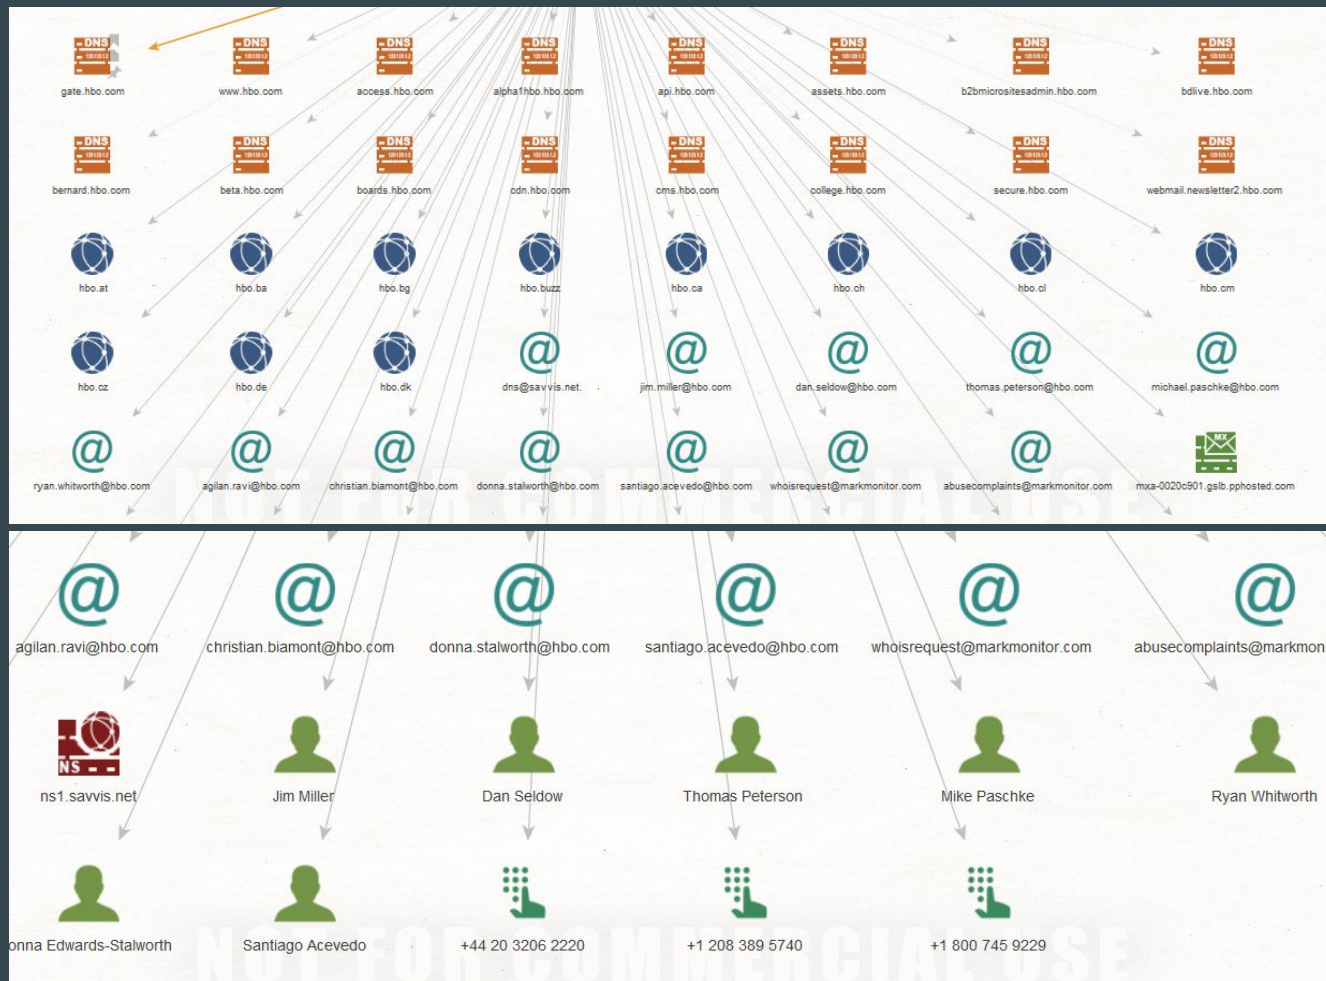 gate.hbo.com www.hbo.com access.hbo.com alpha1hbo.hbo.com api.hbo.com assets.hbo.com b2bmicrositesadmin.hbo.com bdlive.hbo.com
bernard.hbo.com beta.hbo.com boards.hbo.com cdn.hbo.com cms.hbo.com college.hbo.com secure.hbo.com webmail.newsletter2.hbo.com
hbo.at hbo.ba hbo.bg hbo.buzz hbo.ca hbo.ch hbo.cl hbo.cm
hbo.cz hbo.de hbo.dk dns@savvis.net. jim.miller@hbo.com dan.seldow@hbo.com thomas.peterson@hbo.com michael.paschke@hbo.com
ryan.whitworth@hbo.com agilan.ravi@hbo.com christian.biamont@hbo.com donna.stalworth@hbo.com santiago.acevedo@hbo.com whoisrequest@markmonitor.com abusecomplaints@markmonitor.com mxa-0020c901.gslb.pphosted.com
NOT FOR COMMERCIAL USE
agilan.ravi@hbo.com christian.biamont@hbo.com donna.stalworth@hbo.com santiago.acevedo@hbo.com whoisrequest@markmonitor.com abusecomplaints@markmon
ns1.savvis.net Jim Miller Dan Seldow Thomas Peterson Mike Paschke Ryan Whitworth
onna Edwards-Stalworth Santiago Acevedo +44 20 3206 2220 +1 208 389 5740 +1 800 745 9229
NOT FOR COMMERCIAL USE